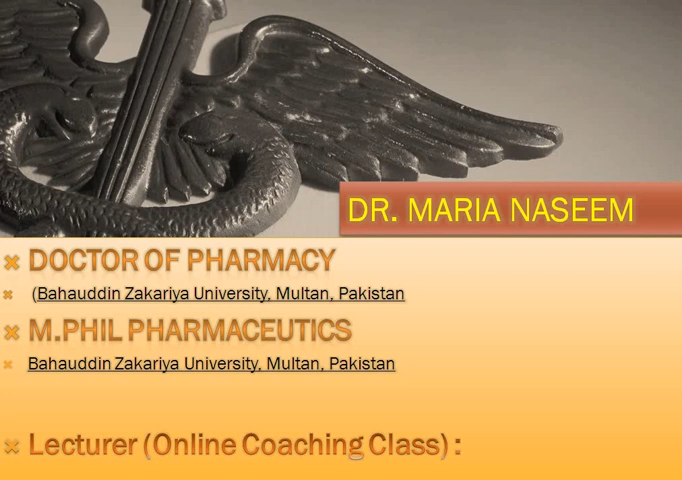 DR. MARIA NASEEM
DOCTOR OF PHARMACY
(Bahauddin Zakariya University, Multan, Pakistan
M.PHIL PHARMACEUTICS
Bahauddin Zakariya University, Multan, Pakistan
Lecturer (Online Coaching Class) :